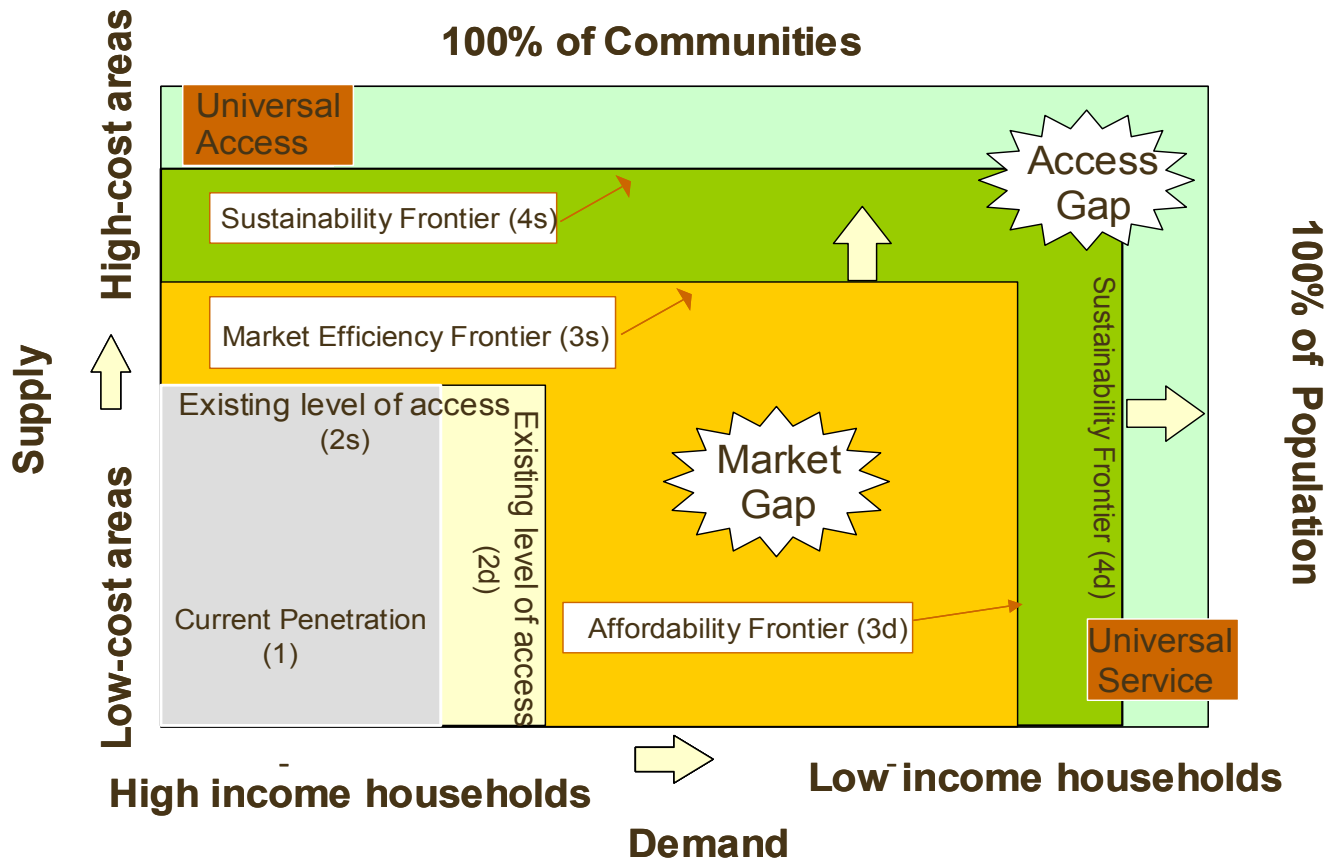 100% of Communities
High-cost areas
Universal
Access
Access
Gap
Sustainability Frontier (4s)
100% of Population
Sustainability Frontier (4d)
Market Efficiency Frontier (3s)
Supply
Existing level of access
(2s)
Existing level of access
(2d)
Market
Gap
Low-cost areas
Current Penetration
(1)
Affordability Frontier (3d)
Universal
Service
High income households
Low-income households
Demand